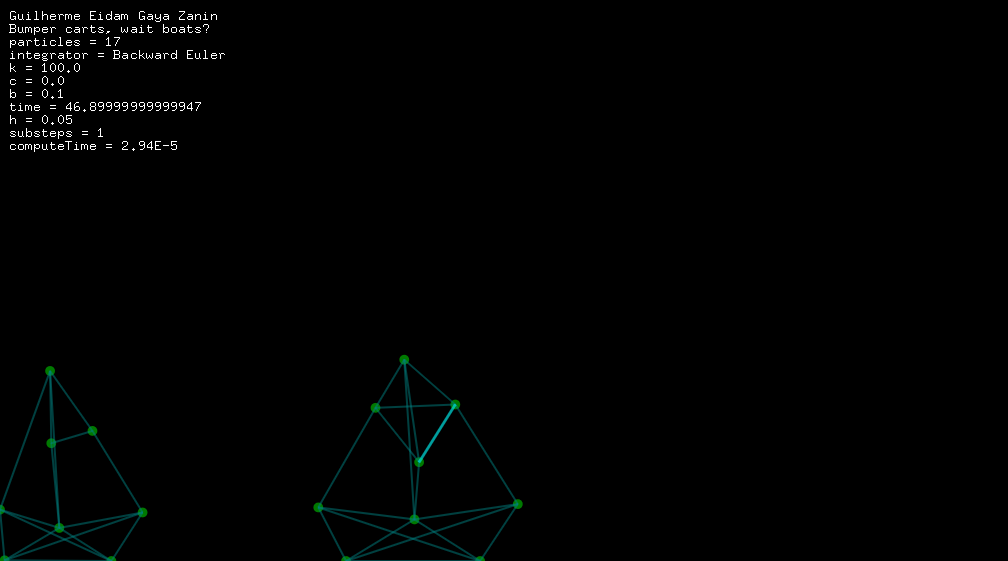 Guilherme Eidam Gaya Zanin
Bumper carts, wait boats?
particles = 17
integrator = Backward Euler
k = 100.0
c = 0.0
b = 0.1
time = 46.89999999999947
h = 0.05
substeps = 1
computeTime = 2.94E-5